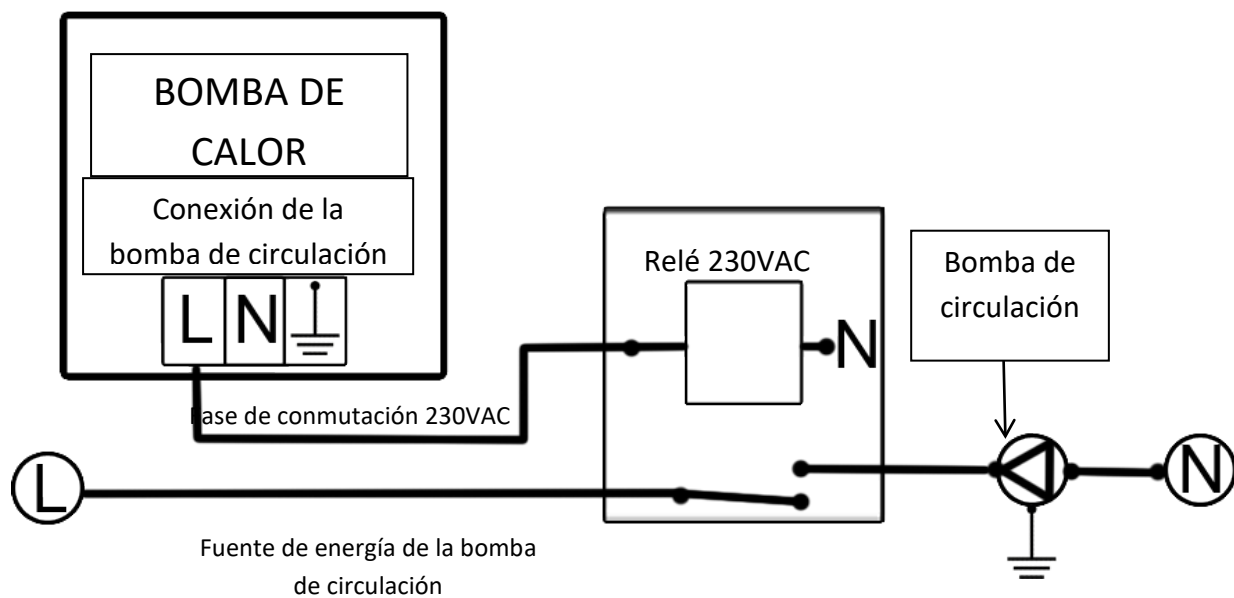 BOMBA DE
CALOR
Conexión de la
bomba de circulación
L N
Relé 230VAC
N
Bomba de
circulación
Fase de conmutación 230VAC
L
N
Fuente de energía de la bomba
de circulación